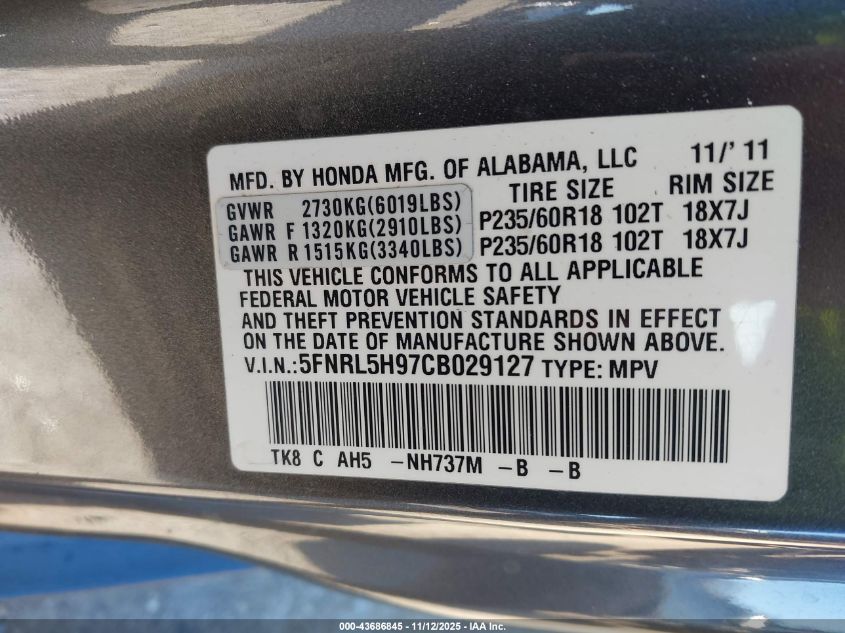 MFD. BY HONDA MFG. OF ALABAMA, LLC 11/'11
TIRE SIZE RIM SIZE
GVWR 2730KG(6019LBS)
GAWR F 1320KG(2910LBS) P235/60R18 102T 18X7J
GAWR R 1515KG(3340LBS) P235/60R18 102T 18X7J
THIS VEHICLE CONFORMS TO ALL APPLICABLE
FEDERAL MOTOR VEHICLE SAFETY
AND THEFT PREVENTION STANDARDS IN EFFECT
ON THE DATE OF MANUFACTURE SHOWN ABOVE.
V.I.N.:5FNRL5H97CB029127 TYPE: MPV
TK8 C AH5 -NH737M -B -B
000-43686845 - 11/12/2025 - IAA Inc.